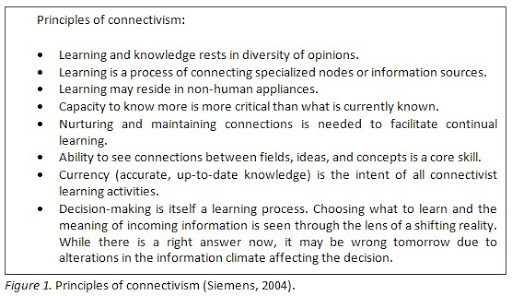 Principles of connectivism:
• Learning and knowledge rests in diversity of opinions.
• Learning is a process of connecting specialized nodes or information sources.
• Learning may reside in non-human appliances.
• Capacity to know more is more critical than what is currently known.
• Nurturing and maintaining connections is needed to facilitate continual
learning.
• Ability to see connections between fields, ideas, and concepts is a core skill.
• Currency (accurate, up-to-date knowledge) is the intent of all connectivist
learning activities.
• Decision-making is itself a learning process. Choosing what to learn and the
meaning of incoming information is seen through the lens of a shifting reality.
While there is a right answer now, it may be wrong tomorrow due to
alterations in the information climate affecting the decision.
Figure 1. Principles of connectivism (Siemens, 2004).